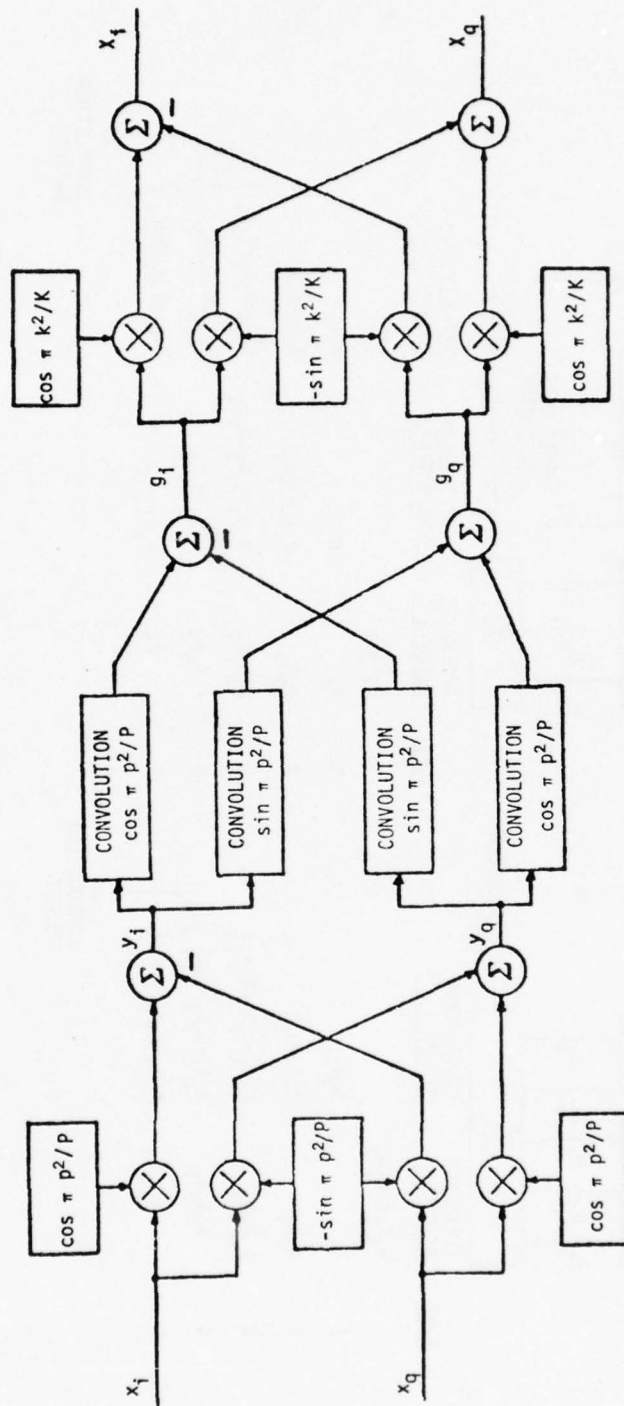 x_i
cos π p²/P
-sin π p²/P
x_q
cos π p²/P
–
Σ
y_i
Σ
y_q
CONVOLUTION
cos π p²/P
CONVOLUTION
sin π p²/P
CONVOLUTION
sin π p²/P
CONVOLUTION
cos π p²/P
Σ
–
g_i
Σ
g_q
cos π k²/K
-sin π k²/K
cos π k²/K
Σ
–
X_i
Σ
X_q